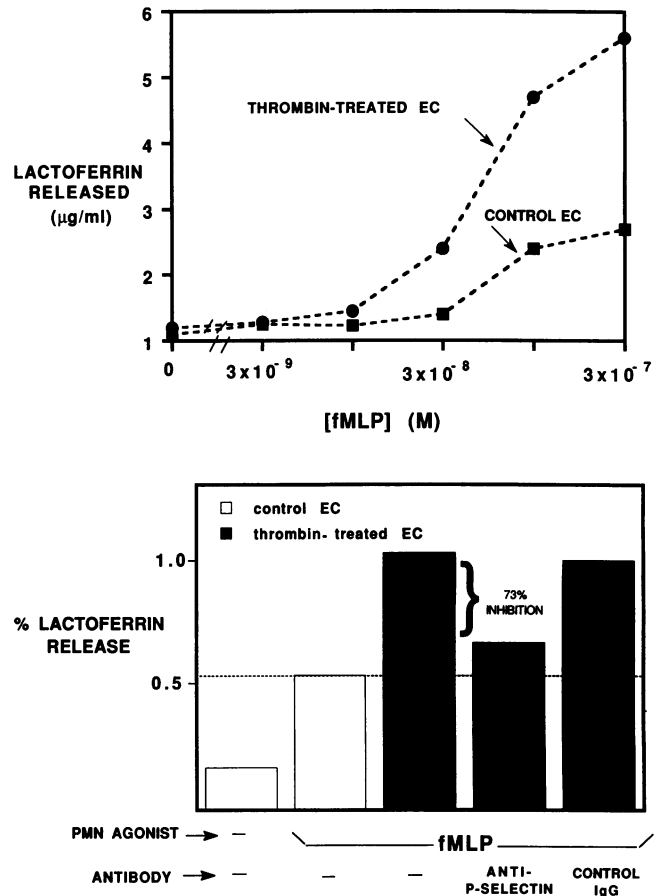 6
5
4
3
2
1
THROMBIN-TREATED EC
LACTOFERRIN
RELEASED
(μg/ml)
CONTROL EC
0
3x10-9
3x10-8
3x10-7
[fMLP] (M)
control EC
thrombin- treated EC
1.0
0.5
% LACTOFERRIN
RELEASE
73%
INHIBITION
PMN AGONIST → –
fMLP
ANTIBODY → – – – ANTI- CONTROL
P-SELECTIN IgG